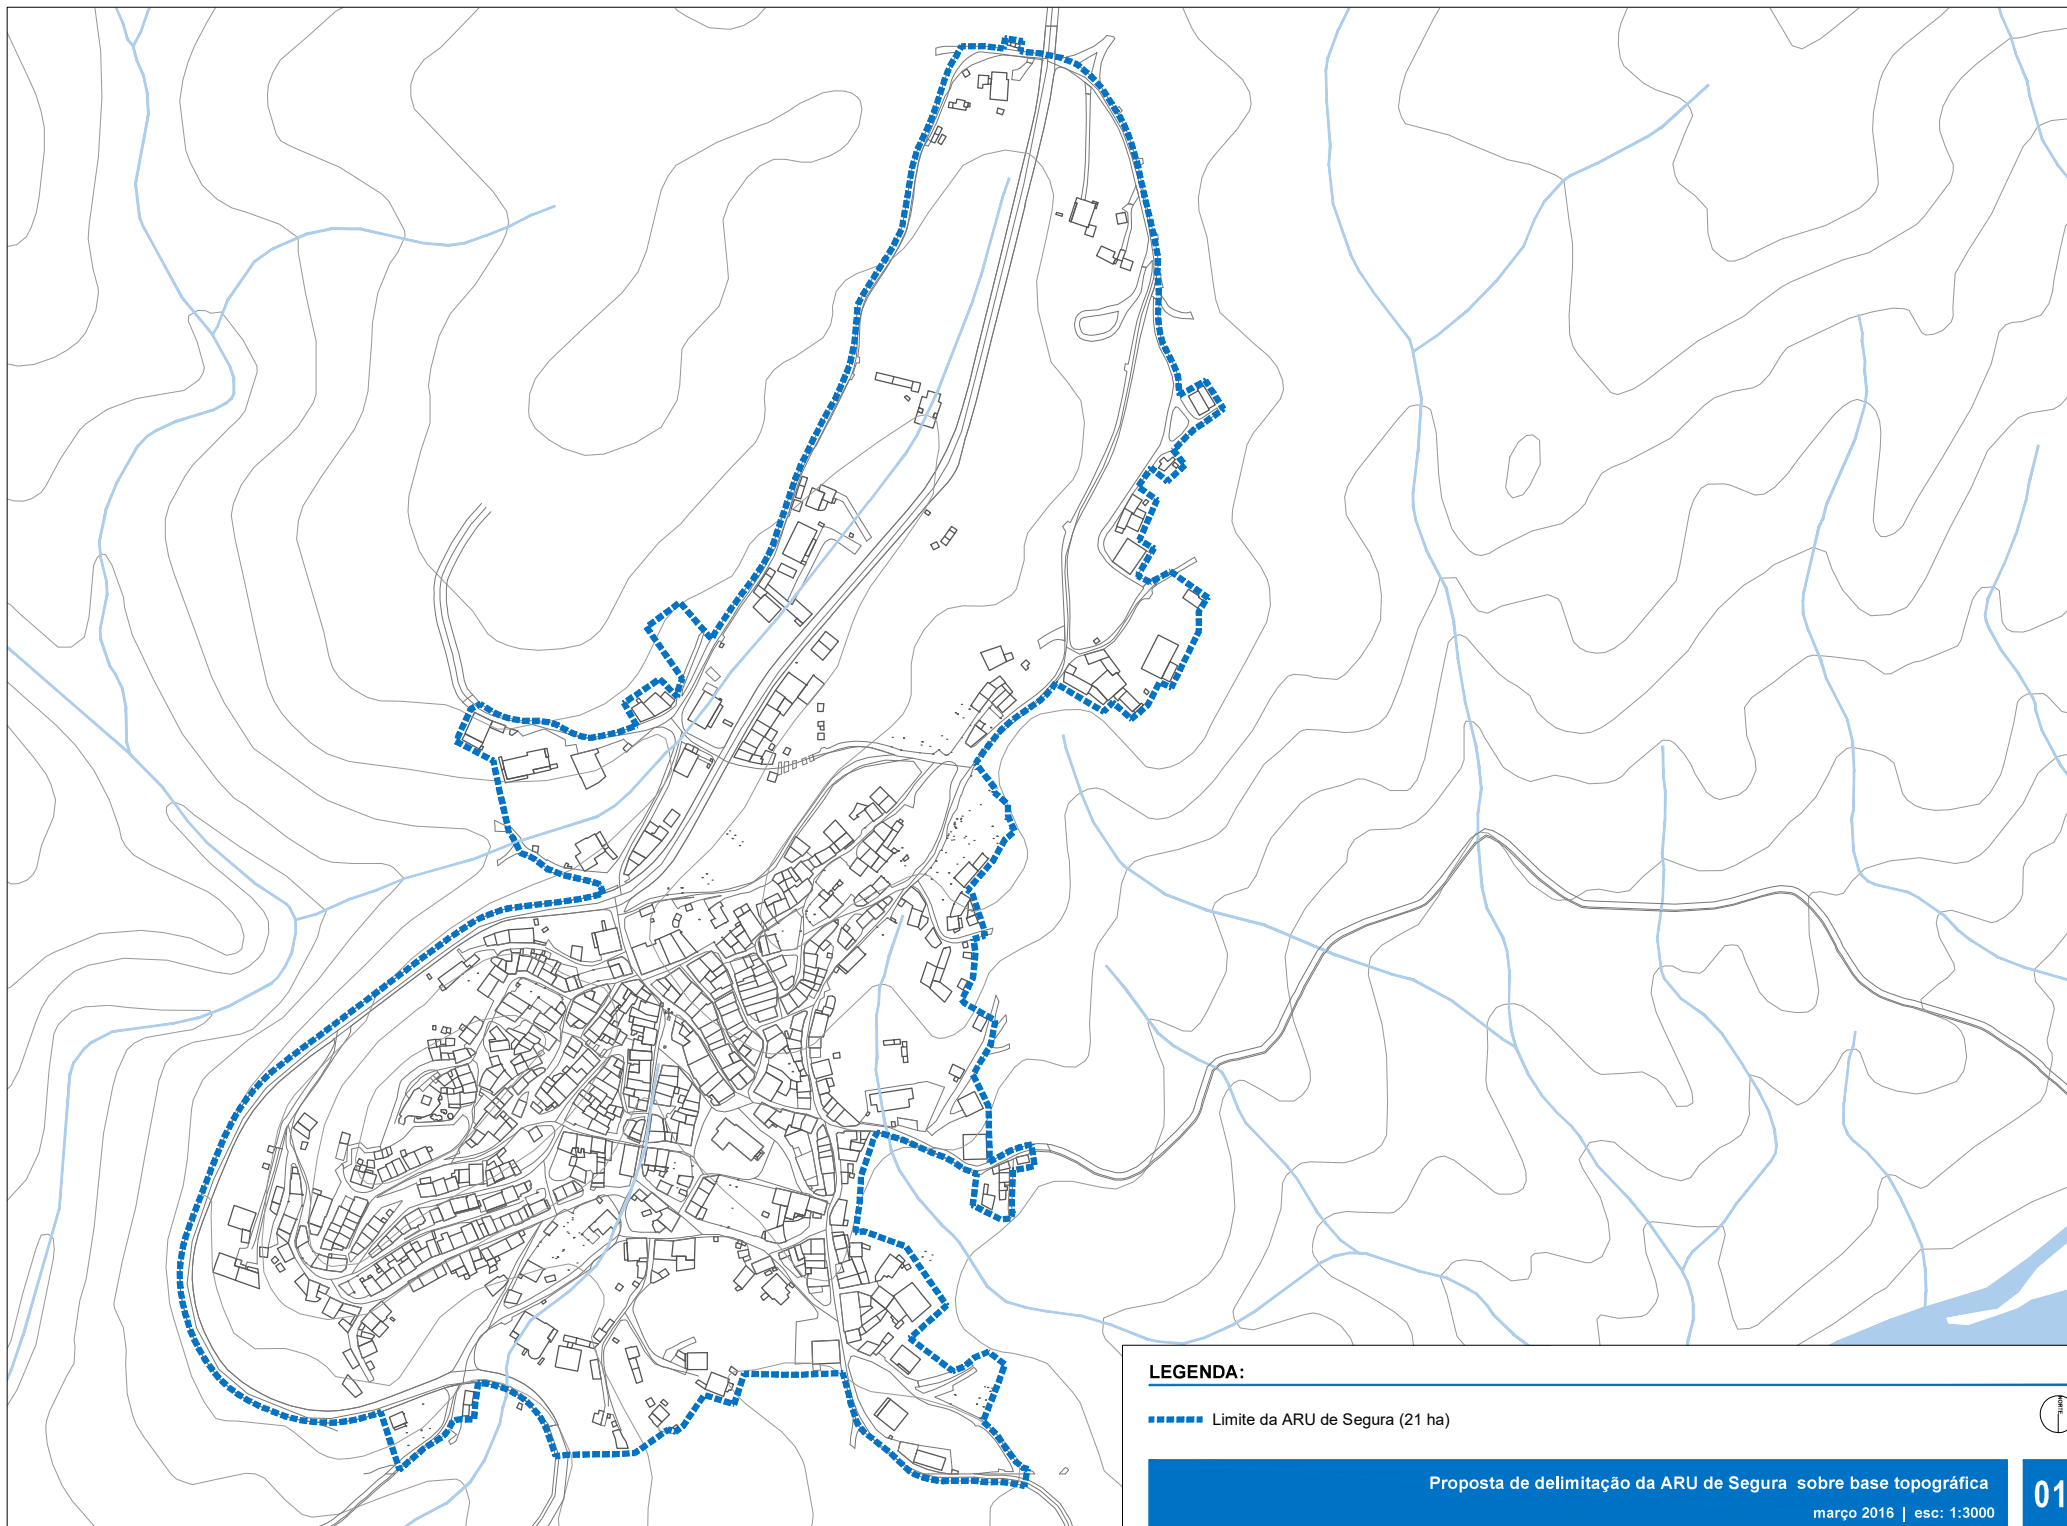 LEGENDA:
Limite da ARU de Segura (21 ha)
NORTE
Proposta de delimitação da ARU de Segura sobre base topográfica
março 2016 | esc: 1:3000
01